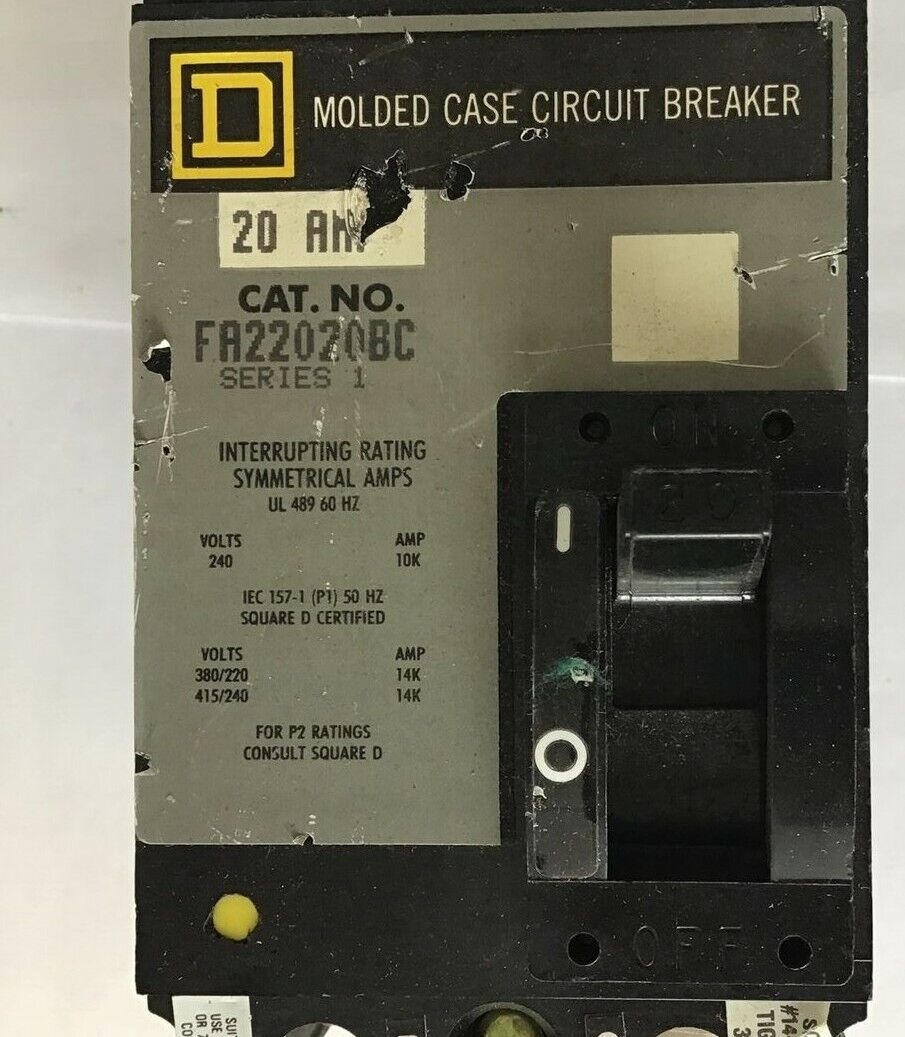 D
MOLDED CASE CIRCUIT BREAKER
20 AMP
CAT. NO.
FA22020BC
SERIES 1
INTERRUPTING RATING
SYMMETRICAL AMPS
UL 489 60 HZ
VOLTS AMP
240 10K
IEC 157-1 (P1) 50 HZ
SQUARE D CERTIFIED
VOLTS AMP
380/220 14K
415/240 14K
FOR P2 RATINGS
CONSULT SQUARE D
ON
20
OFF